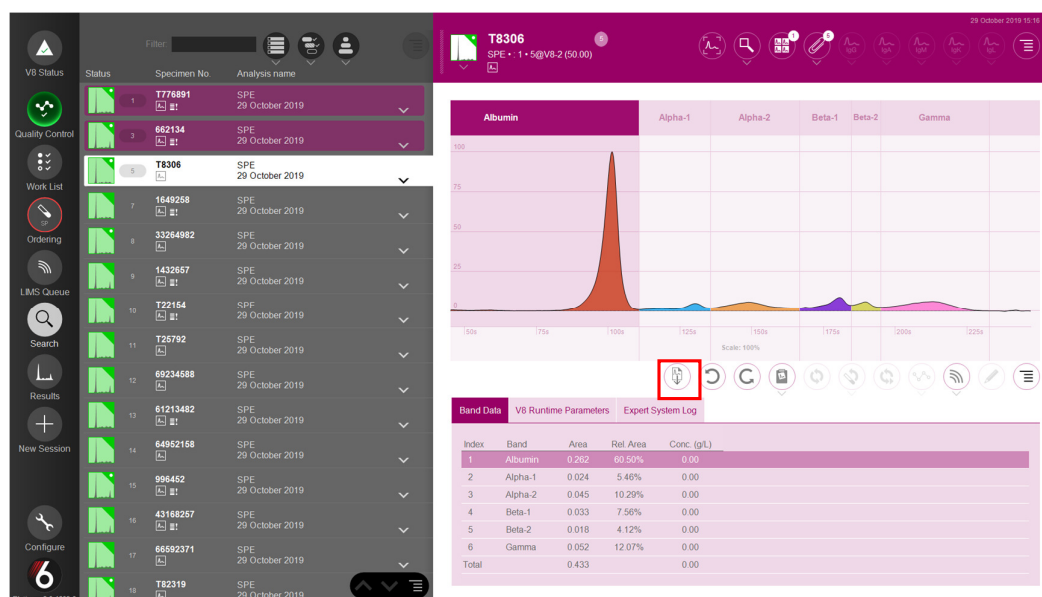 29 October 2019 15:16
V8 Status
Quality Control
Work List
SP
Ordering
LIMS Queue
Search
Results
New Session
Configure
6
Filter:
Status Specimen No. Analysis name
1 T776891 SPE
29 October 2019
3 662134 SPE
29 October 2019
5 T8306 SPE
29 October 2019
7 1649258 SPE
29 October 2019
8 33264982 SPE
29 October 2019
9 1432657 SPE
29 October 2019
10 T22154 SPE
29 October 2019
11 T25792 SPE
29 October 2019
12 69234588 SPE
29 October 2019
13 61213482 SPE
29 October 2019
14 64952158 SPE
29 October 2019
15 996452 SPE
29 October 2019
16 43168257 SPE
29 October 2019
17 66592371 SPE
29 October 2019
18 T82319 SPE
29 October 2019
T8306 5
SPE • : 1 • 5@V8-2 (50.00)
1 5 IgG IgA IgM IgK IgL
Albumin Alpha-1 Alpha-2 Beta-1 Beta-2 Gamma
100
75
50
25
0
50s 75s 100s 125s 150s 175s 200s 225s
Scale: 100%
Band Data V8 Runtime Parameters Expert System Log
Index Band Area Rel. Area Conc. (g/L)
1 Albumin 0.262 60.50% 0.00
2 Alpha-1 0.024 5.46% 0.00
3 Alpha-2 0.045 10.29% 0.00
4 Beta-1 0.033 7.56% 0.00
5 Beta-2 0.018 4.12% 0.00
6 Gamma 0.052 12.07% 0.00
Total 0.433 0.00